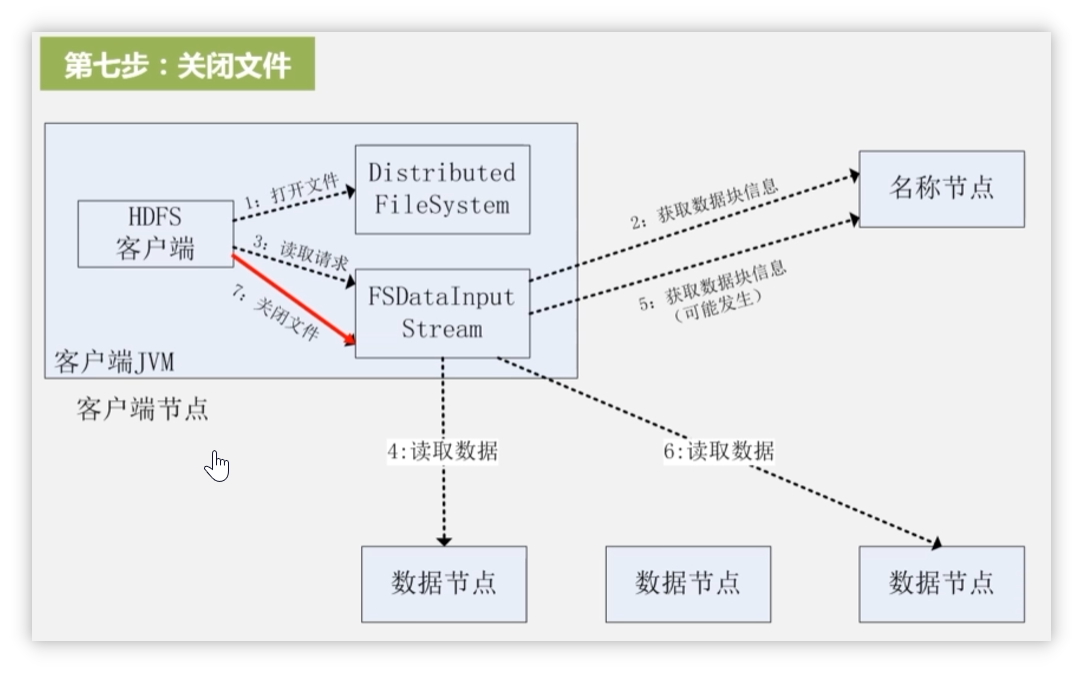 第七步：关闭文件
Distributed
FileSystem
HDFS
客户端
1：打开文件
3：读取请求
7：关闭文件
FSDataInput
Stream
客户端JVM
客户端节点
2：获取数据块信息
5：获取数据块信息
（可能发生）
名称节点
4:读取数据
6:读取数据
数据节点
数据节点
数据节点